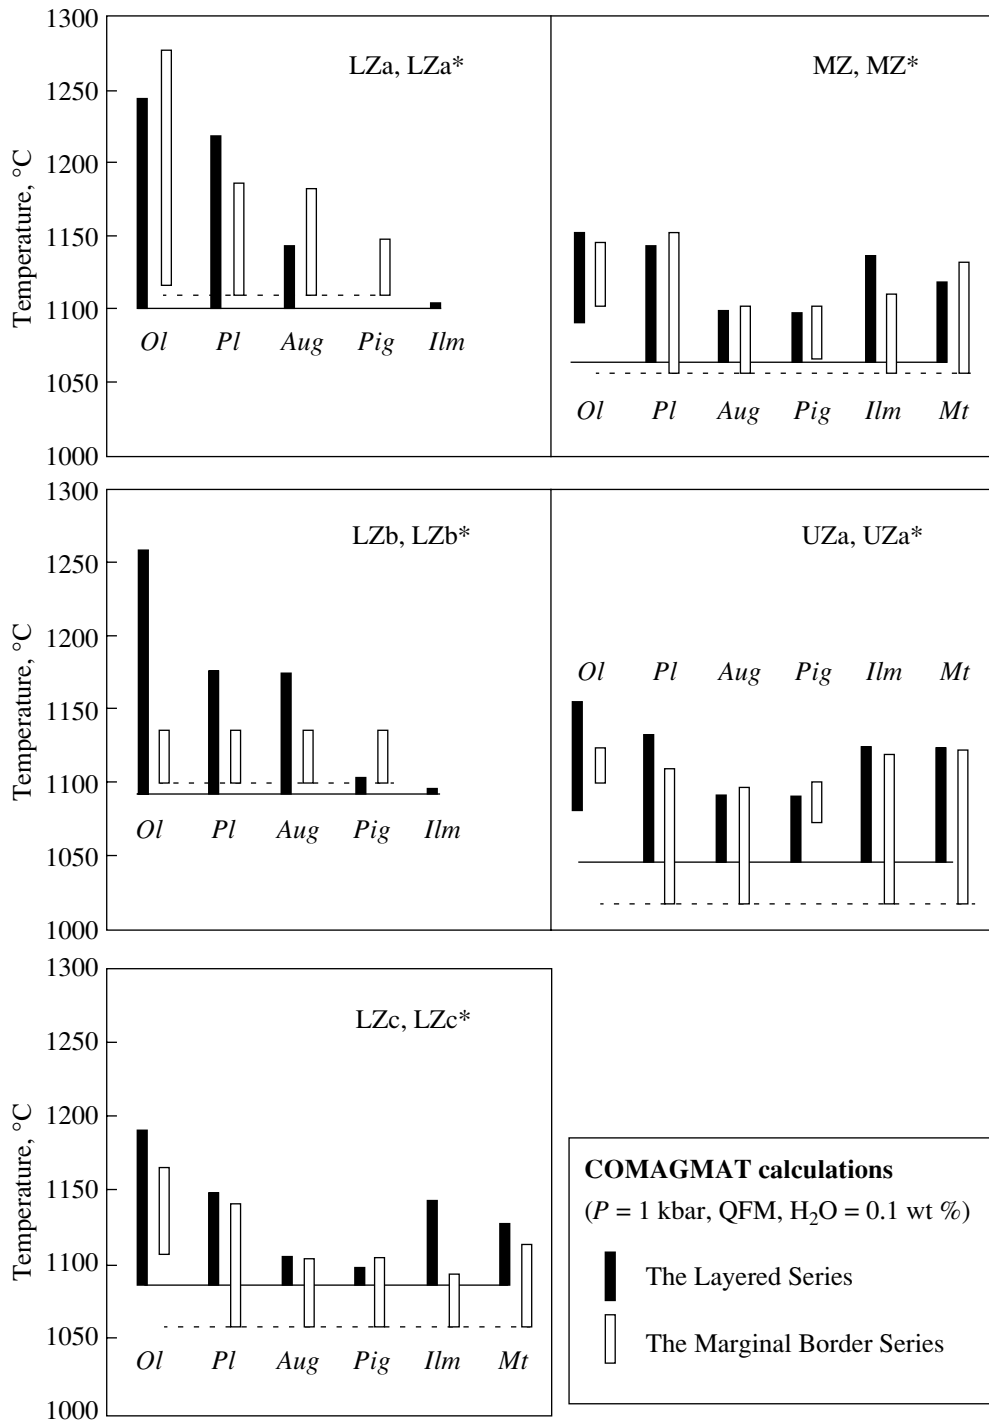 1300
1250
1200
1150
1100
1050
1000
Temperature, °C
LZa, LZa*
Ol Pl Aug Pig Ilm
MZ, MZ*
Ol Pl Aug Pig Ilm Mt
1300
1250
1200
1150
1100
1050
1000
Temperature, °C
LZb, LZb*
Ol Pl Aug Pig Ilm
UZa, UZa*
Ol Pl Aug Pig Ilm Mt
1300
1250
1200
1150
1100
1050
1000
Temperature, °C
LZc, LZc*
Ol Pl Aug Pig Ilm Mt
COMAGMAT calculations
(P = 1 kbar, QFM, H₂O = 0.1 wt %)
The Layered Series
The Marginal Border Series